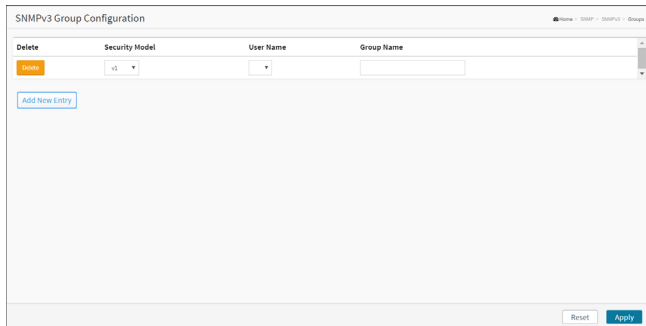 SNMPv3 Group Configuration
Home > SNMP > SNMPv3 > Groups
Delete Security Model User Name Group Name
Delete v1
Add New Entry
Reset Apply